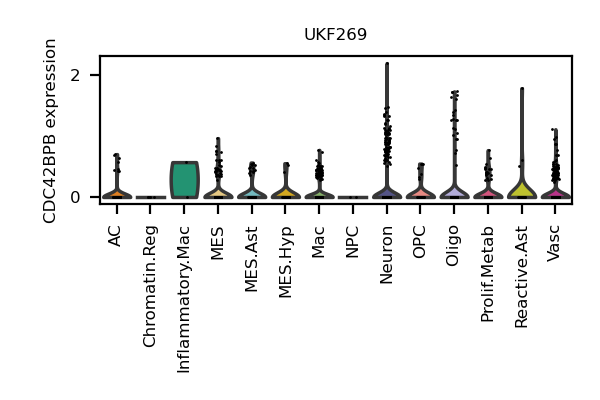 UKF269
CDC42BPB expression
2
0
AC
Chromatin.Reg
Inflammatory.Mac
MES
MES.Ast
MES.Hyp
Mac
NPC
Neuron
OPC
Oligo
Prolif.Metab
Reactive.Ast
Vasc